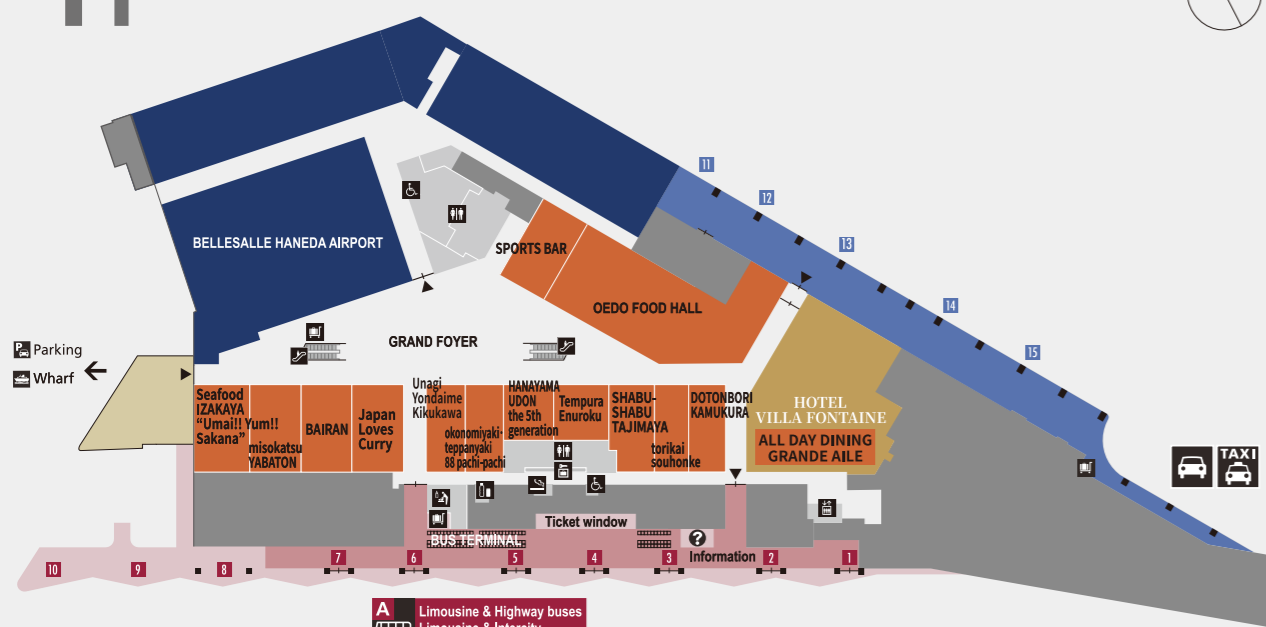 11
12
13
14
15
BELLESALLE HANEDA AIRPORT
SPORTS BAR
OEDO FOOD HALL
GRAND FOYER
P
Parking
Wharf
Seafood
IZAKAYA
“Umai!! Yum!!
Sakana”
misokatsu
YABATON
BAIRAN
Japan
Loves
Curry
Unagi
Yondaime
Kikukawa
okonomiyaki-
teppanyaki
88 pachi-pachi
HANAYAMA
UDON
the 5th
generation
Tempura
Enuroku
SHABU-
SHABU
TAJIMAYA
torikai
souhonke
DOTONBORI
KAMUKURA
HOTEL
VILLA FONTAINE
ALL DAY DINING
GRANDE AILE
TAXI
Ticket window
BUS TERMINAL
?
Information
10
9
8
7
6
5
4
3
2
1
A
Limousine & Highway buses
Limousine & Intercity